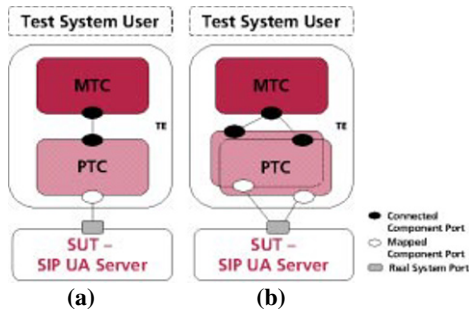 Test System User
MTC
TE
PTC
SUT –
SIP UA Server
(a)
Test System User
MTC
TE
PTC
SUT –
SIP UA Server
(b)
Connected
Component Port
Mapped
Component Port
Real System Port